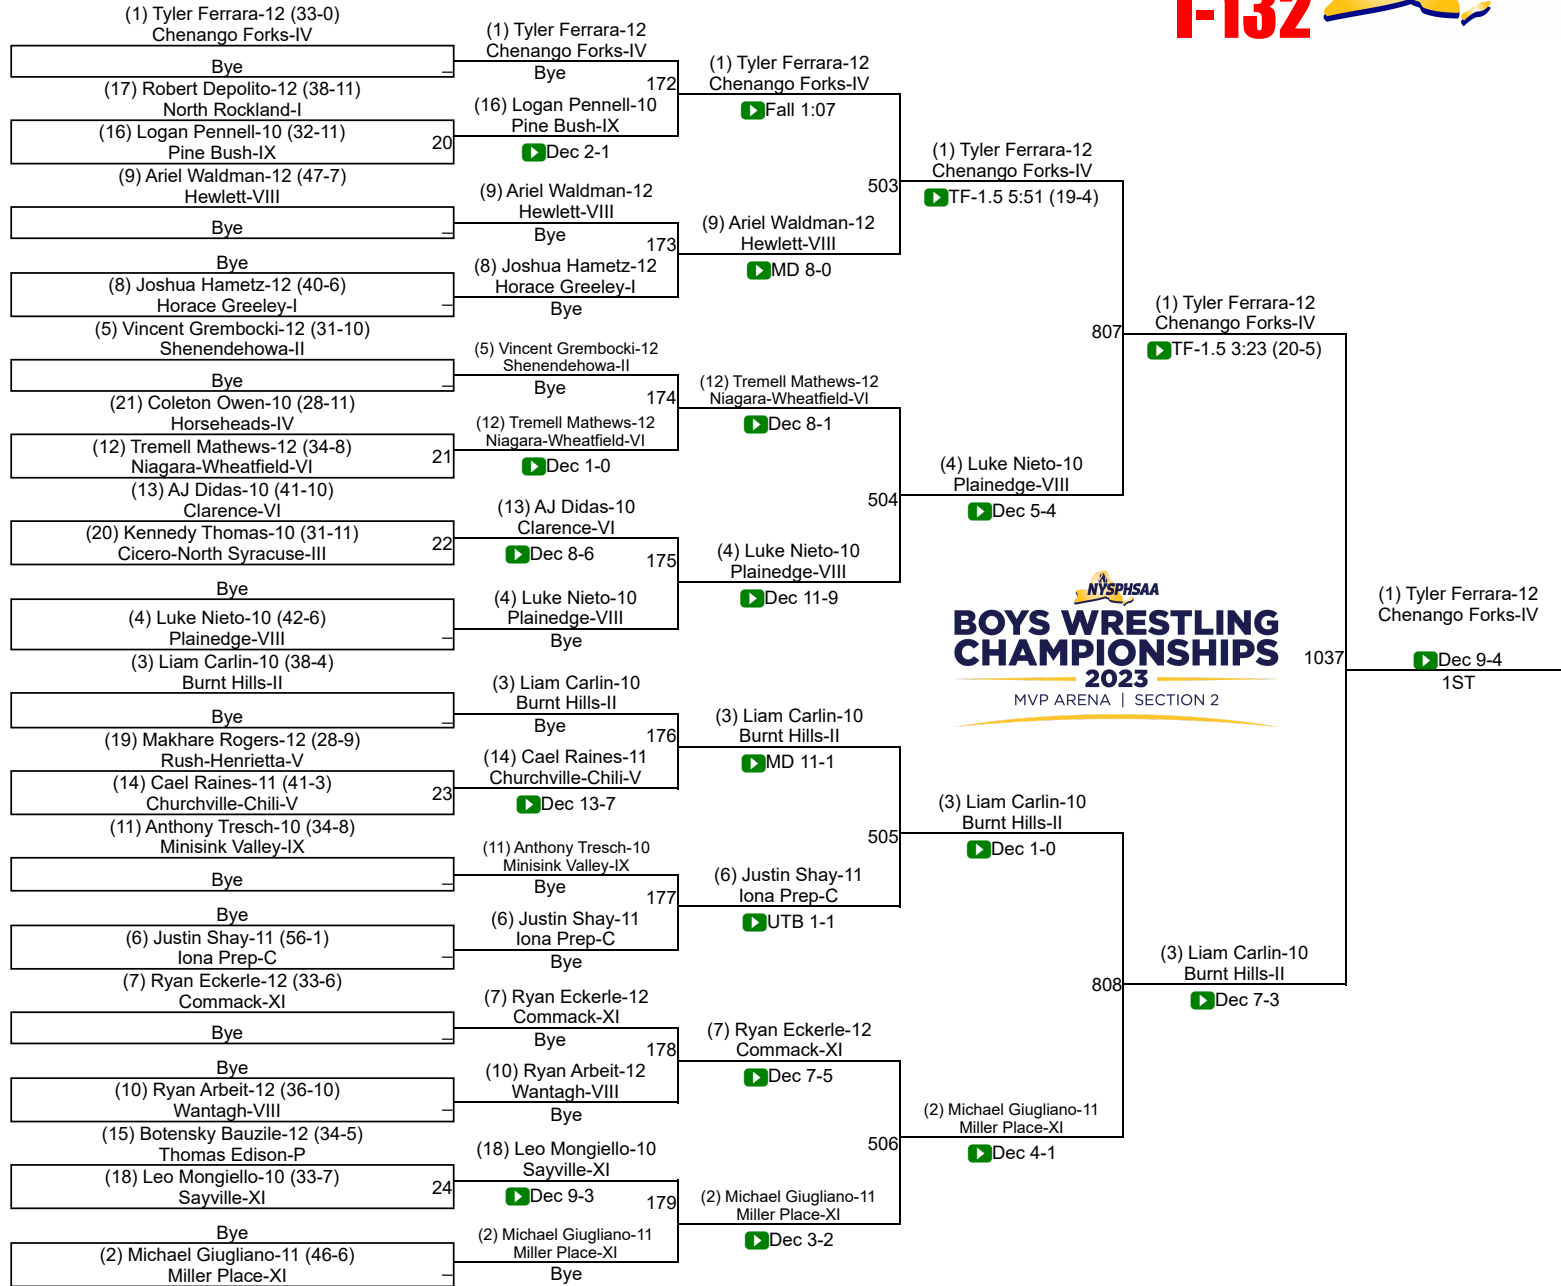 I-132
(1) Tyler Ferrara-12 (33-0)
Chenango Forks-IV
Bye
(17) Robert Depolito-12 (38-11)
North Rockland-I
(16) Logan Pennell-10 (32-11)
Pine Bush-IX
20
(9) Ariel Waldman-12 (47-7)
Hewlett-VIII
Bye
Bye
(8) Joshua Hametz-12 (40-6)
Horace Greeley-I
(5) Vincent Grembocki-12 (31-10)
Shenendehowa-II
Bye
(21) Coleton Owen-10 (28-11)
Horseheads-IV
(12) Tremell Mathews-12 (34-8)
Niagara-Wheatfield-VI
21
(13) AJ Didas-10 (41-10)
Clarence-VI
(20) Kennedy Thomas-10 (31-11)
Cicero-North Syracuse-III
22
Bye
(4) Luke Nieto-10 (42-6)
Plainedge-VIII
(3) Liam Carlin-10 (38-4)
Burnt Hills-II
Bye
(19) Makhare Rogers-12 (28-9)
Rush-Henrietta-V
(14) Cael Raines-11 (41-3)
Churchville-Chili-V
23
(11) Anthony Tresch-10 (34-8)
Minisink Valley-IX
Bye
Bye
(6) Justin Shay-11 (56-1)
Iona Prep-C
(7) Ryan Eckerle-12 (33-6)
Commack-XI
Bye
Bye
(10) Ryan Arbeit-12 (36-10)
Wantagh-VIII
(15) Botensky Bauzile-12 (34-5)
Thomas Edison-P
(18) Leo Mongiello-10 (33-7)
Sayville-XI
24
Bye
(2) Michael Giugliano-11 (46-6)
Miller Place-XI
(1) Tyler Ferrara-12
Chenango Forks-IV
Bye
172
(16) Logan Pennell-10
Pine Bush-IX
Dec 2-1
(9) Ariel Waldman-12
Hewlett-VIII
Bye
173
(8) Joshua Hametz-12
Horace Greeley-I
Bye
(5) Vincent Grembocki-12
Shenendehowa-II
Bye
174
(12) Tremell Mathews-12
Niagara-Wheatfield-VI
Dec 1-0
(13) AJ Didas-10
Clarence-VI
Dec 8-6
175
(4) Luke Nieto-10
Plainedge-VIII
Bye
(3) Liam Carlin-10
Burnt Hills-II
Bye
176
(14) Cael Raines-11
Churchville-Chili-V
Dec 13-7
(11) Anthony Tresch-10
Minisink Valley-IX
Bye
177
(6) Justin Shay-11
Iona Prep-C
Bye
(7) Ryan Eckerle-12
Commack-XI
Bye
178
(10) Ryan Arbeit-12
Wantagh-VIII
Bye
(18) Leo Mongiello-10
Sayville-XI
Dec 9-3
179
(2) Michael Giugliano-11
Miller Place-XI
Bye
(1) Tyler Ferrara-12
Chenango Forks-IV
Fall 1:07
503
(9) Ariel Waldman-12
Hewlett-VIII
MD 8-0
(12) Tremell Mathews-12
Niagara-Wheatfield-VI
Dec 8-1
504
(4) Luke Nieto-10
Plainedge-VIII
Dec 11-9
(3) Liam Carlin-10
Burnt Hills-II
MD 11-1
505
(6) Justin Shay-11
Iona Prep-C
UTB 1-1
(7) Ryan Eckerle-12
Commack-XI
Dec 7-5
506
(2) Michael Giugliano-11
Miller Place-XI
Dec 3-2
(1) Tyler Ferrara-12
Chenango Forks-IV
TF-1.5 5:51 (19-4)
807
(4) Luke Nieto-10
Plainedge-VIII
Dec 5-4
(3) Liam Carlin-10
Burnt Hills-II
Dec 1-0
808
(2) Michael Giugliano-11
Miller Place-XI
Dec 4-1
(1) Tyler Ferrara-12
Chenango Forks-IV
TF-1.5 3:23 (20-5)
1037
(3) Liam Carlin-10
Burnt Hills-II
Dec 7-3
(1) Tyler Ferrara-12
Chenango Forks-IV
Dec 9-4
1ST
NYSPHSAA
BOYS WRESTLING
CHAMPIONSHIPS
2023
MVP ARENA | SECTION 2